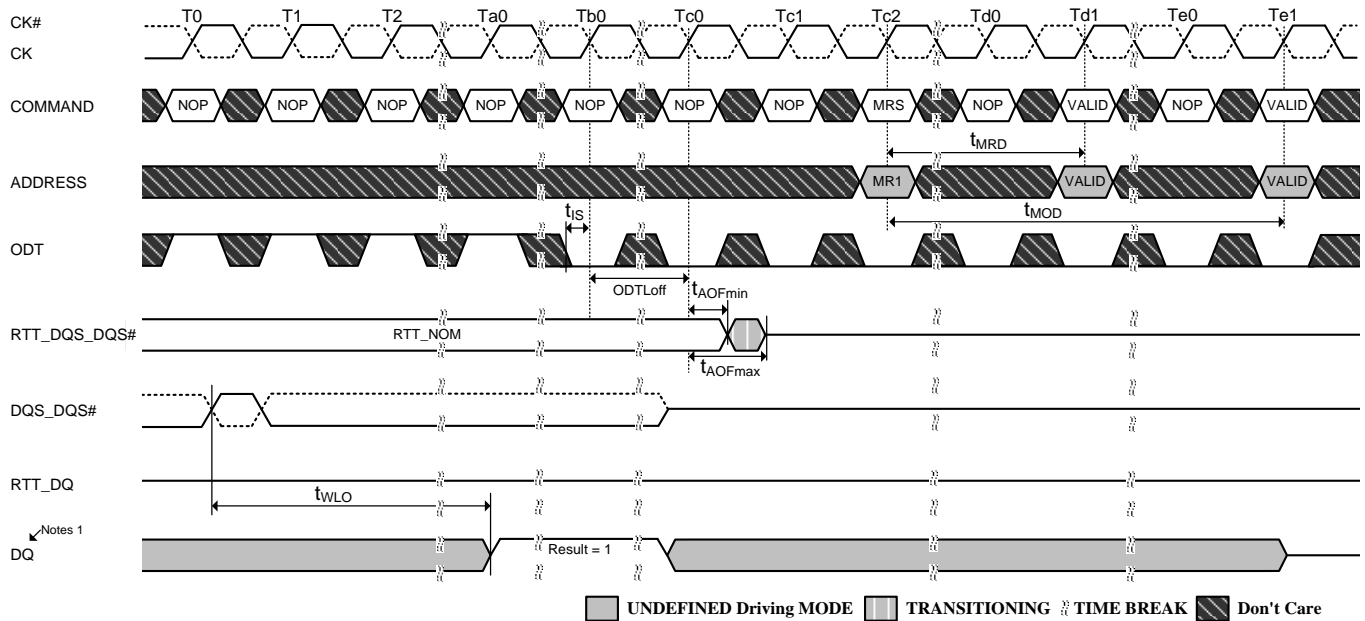 T0 T1 T2 Ta0 Tb0 Tc0 Tc1 Tc2 Td0 Td1 Te0 Te1
CK#
CK
COMMAND NOP NOP NOP NOP NOP NOP NOP MRS NOP VALID NOP VALID
tMRD
ADDRESS MR1 VALID VALID
tIS tMOD
ODT
ODTLoff tAOFmin
RTT_DQS_DQS# RTT_NOM
tAOFmax
DQS_DQS#
RTT_DQ
tWLO
Notes 1
DQ Result = 1
UNDEFINED Driving MODE TRANSITIONING TIME BREAK Don't Care